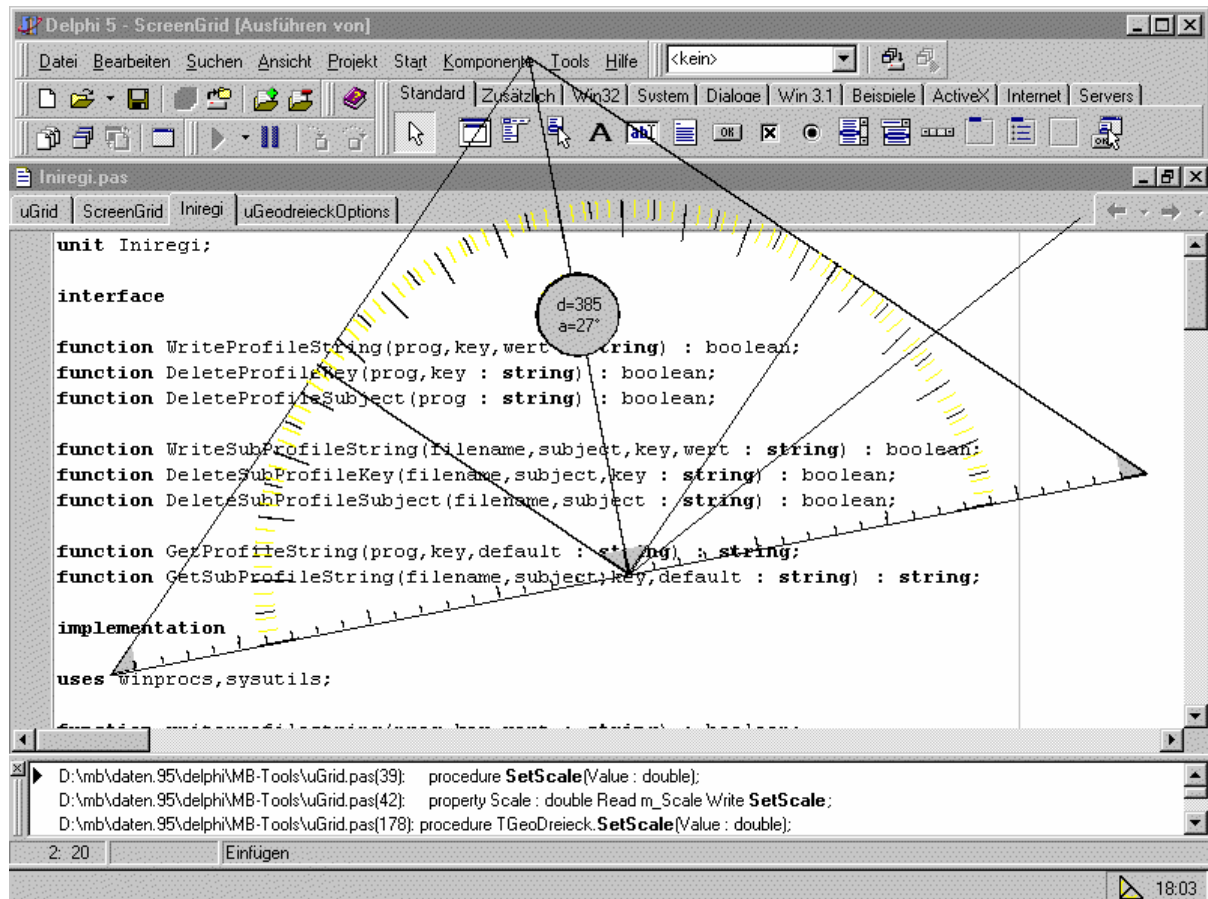 Delphi 5 - ScreenGrid [Ausführen von]
Datei Bearbeiten Suchen Ansicht Projekt Start Komponente Tools Hilfe <kein>
Standard Zusätzlich Win32 System Dialoge Win 3.1 Beispiele ActiveX Internet Servers
A ab OK OK
Iniregi.pas
uGrid ScreenGrid Iniregi uGeodreieckOptions
unit Iniregi;
interface
d=385
a=27°
function WriteProfileString(prog,key,wert : string) : boolean;
function DeleteProfileKey(prog,key : string) : boolean;
function DeleteProfileSubject(prog : string) : boolean;
function WriteSubProfileString(filename,subject,key,wert : string) : boolean;
function DeleteSubProfileKey(filename,subject,key : string) : boolean;
function DeleteSubProfileSubject(filename,subject : string) : boolean;
function GetProfileString(prog,key,default : string) : string;
function GetSubProfileString(filename,subject,key,default : string) : string;
implementation
uses winprocs,sysutils;
D:\mb\daten.95\delphi\MB-Tools\uGrid.pas(39): procedure SetScale(Value : double);
D:\mb\daten.95\delphi\MB-Tools\uGrid.pas(42): property Scale : double Read m_Scale Write SetScale;
D:\mb\daten.95\delphi\MB-Tools\uGrid.pas(178): procedure TGeoDreieck.SetScale(Value : double);
2: 20 Einfügen
18:03